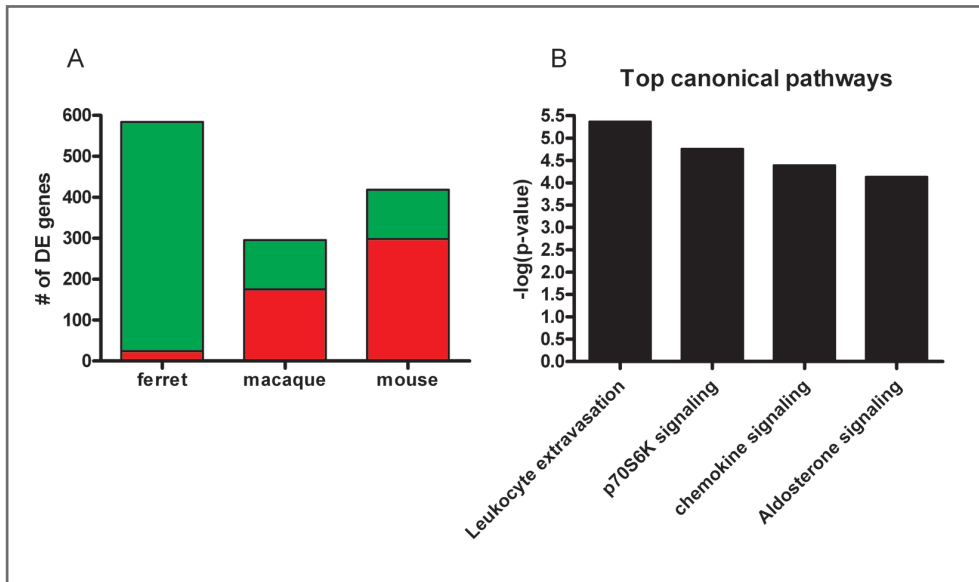 A
B
Top canonical pathways
# of DE genes
600
500
400
300
200
100
0
ferret
macaque
mouse
-log(p-value)
5.5
5.0
4.5
4.0
3.5
3.0
2.5
2.0
1.5
1.0
0.5
0.0
Leukocyte extravasation
p70S6K signaling
chemokine signaling
Aldosterone signaling